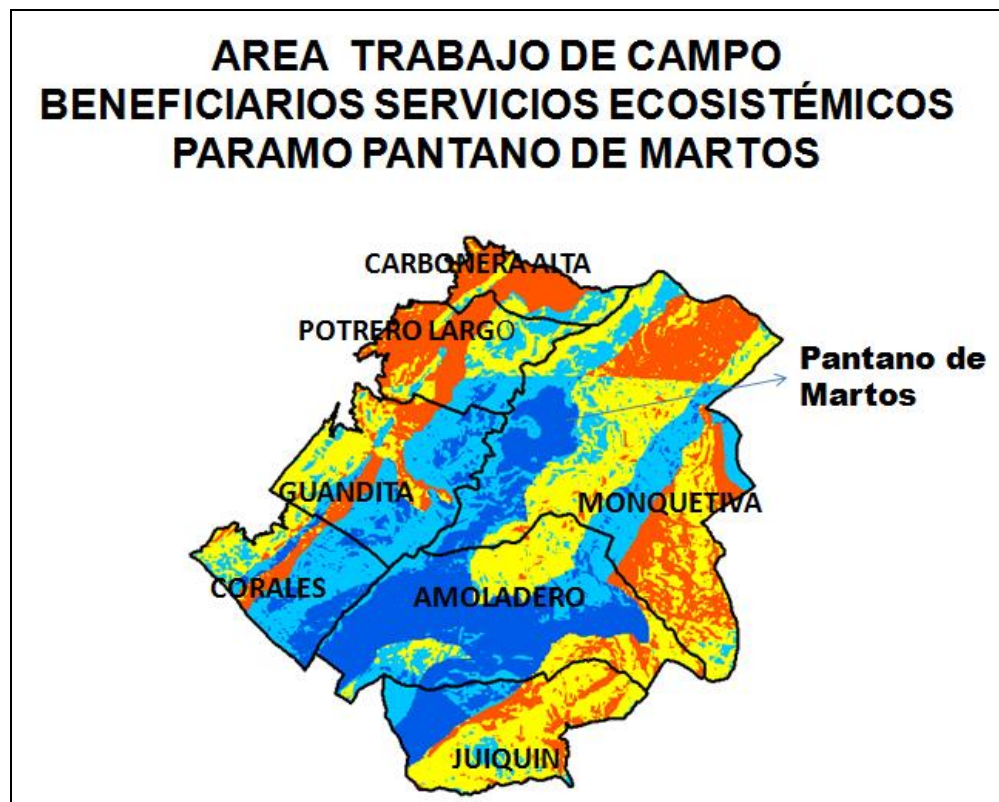 AREA TRABAJO DE CAMPO
BENEFICIARIOS SERVICIOS ECOSISTÉMICOS
PARAMO PANTANO DE MARTOS
CARBONERA ALTA
POTRERO LARGO
Pantano de
Martos
GUANDITA
MONQUETIVA
CORALES
AMOLADERO
JUIQUIN